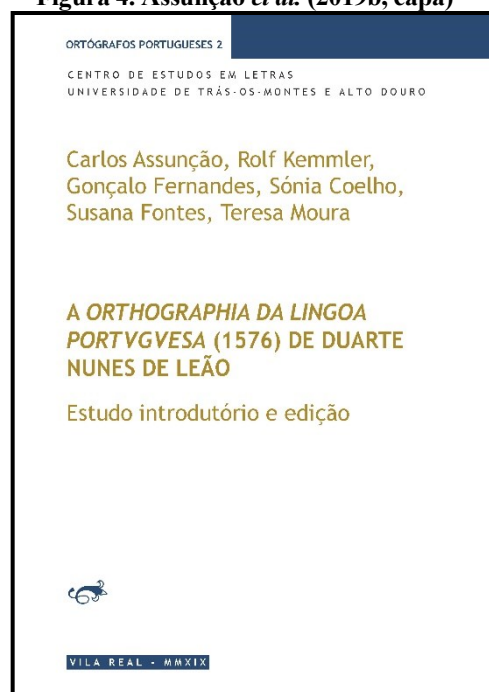 Figura 4. Assunção et al. (2019b, capa)
ORTÓGRAFOS PORTUGUESES 2
CENTRO DE ESTUDOS EM LETRAS
UNIVERSIDADE DE TRÁS-OS-MONTES E ALTO DOURO
Carlos Assunção, Rolf Kemmler,
Gonçalo Fernandes, Sónia Coelho,
Susana Fontes, Teresa Moura
A ORTHOGRAPHIA DA LINGOA
PORTVGVESA (1576) DE DUARTE
NUNES DE LEÃO
Estudo introdutório e edição
VILA REAL - MMXIX